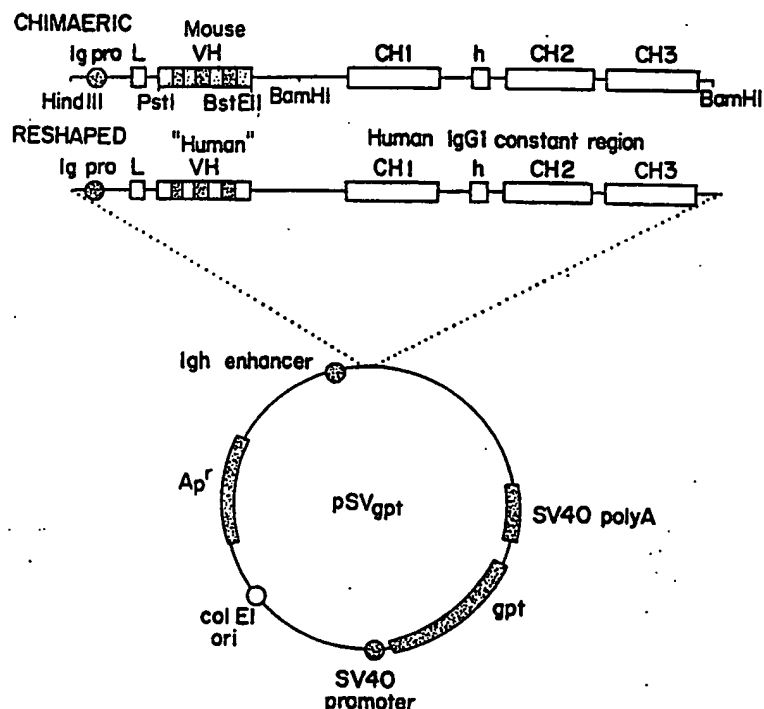 CHIMAERIC
Mouse
Ig pro L VH CH1 h CH2 CH3
HindIII PstI BstEII BamHI BamHI
RESHAPED
"Human" Human IgG1 constant region
Ig pro L VH CH1 h CH2 CH3
Igh enhancer
Apr
pSVgpt
SV40 polyA
gpt
col EI
ori
SV40
promoter